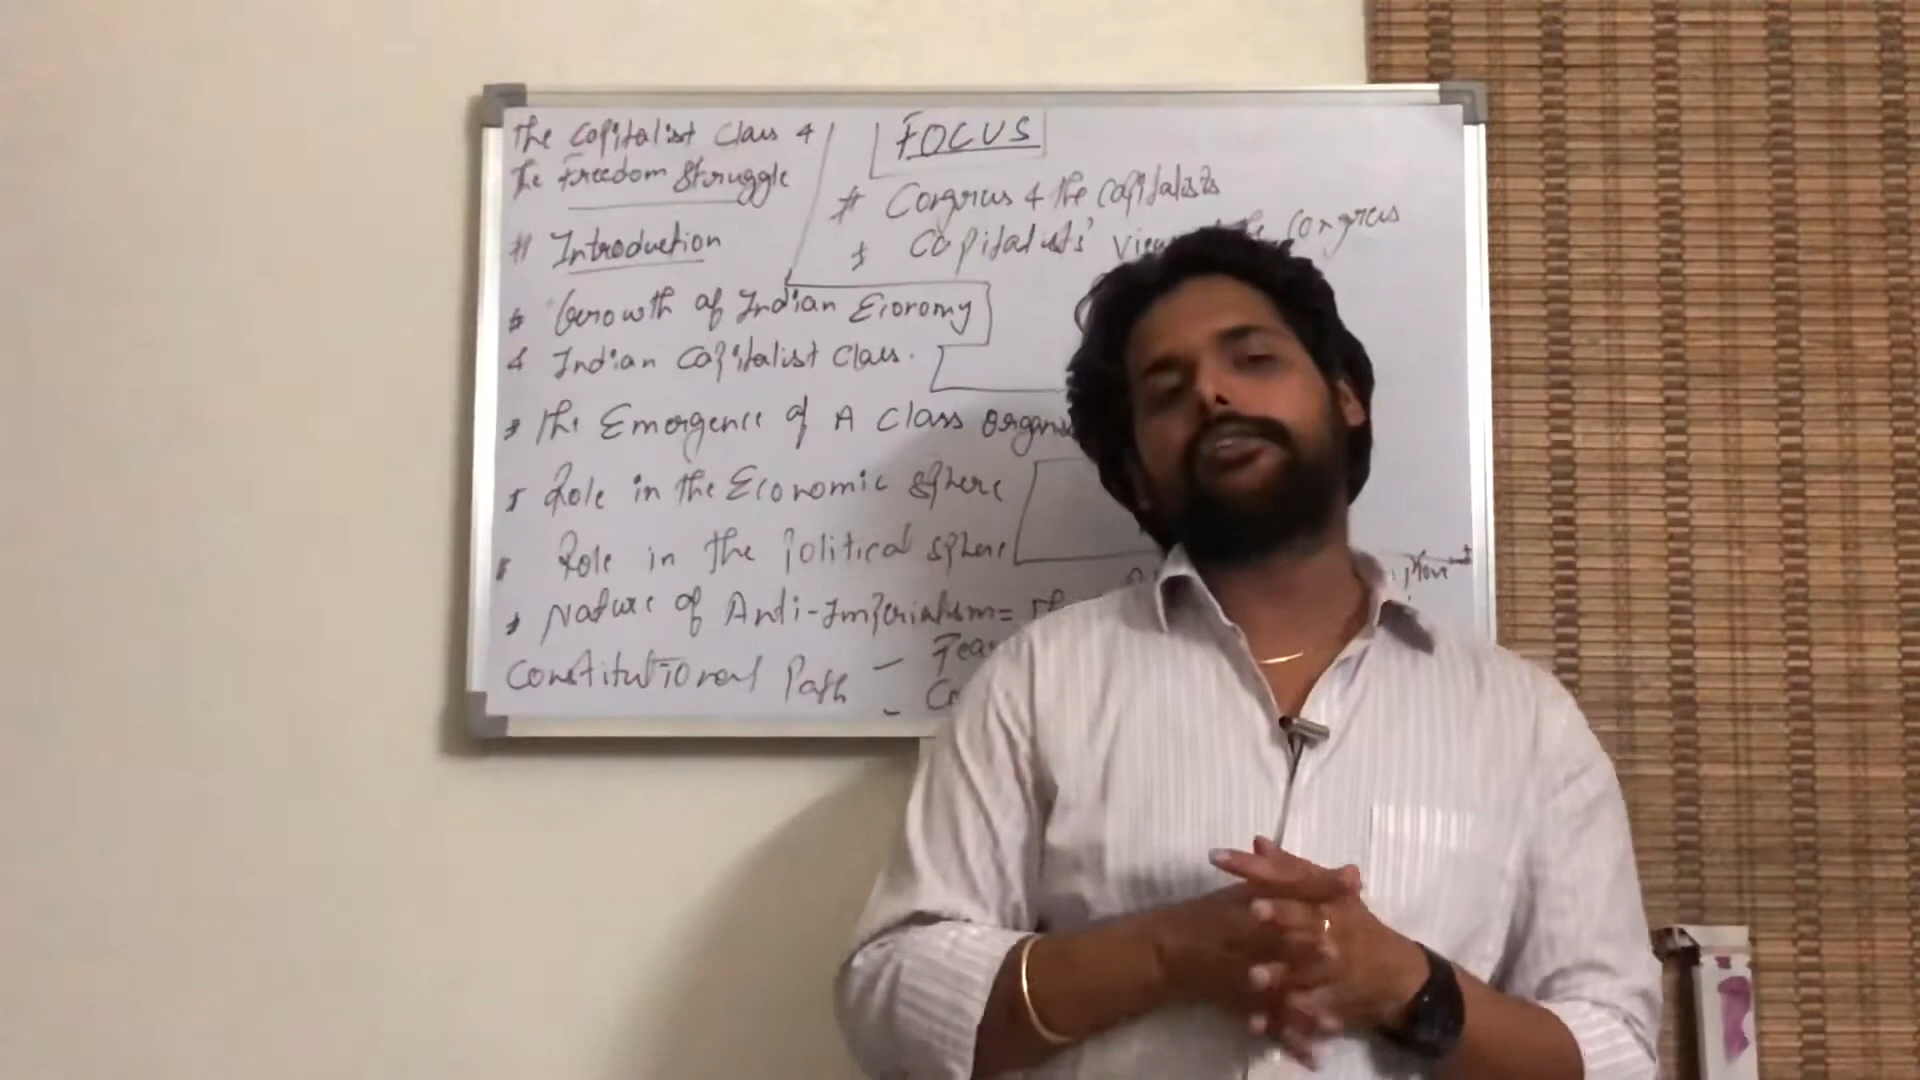 The Capitalist Class &
The Freedom Struggle
# Introduction
* Growth of Indian Economy
* Indian Capitalist Class.
* The Emergence of A Class
* Role in the Economic Sphere
* Role in the Political Sphere
* Nature of Anti-Imperialism =
Constitutional Path -
FOCUS
# Congress & the Capitalists
* Capitalists' Congress